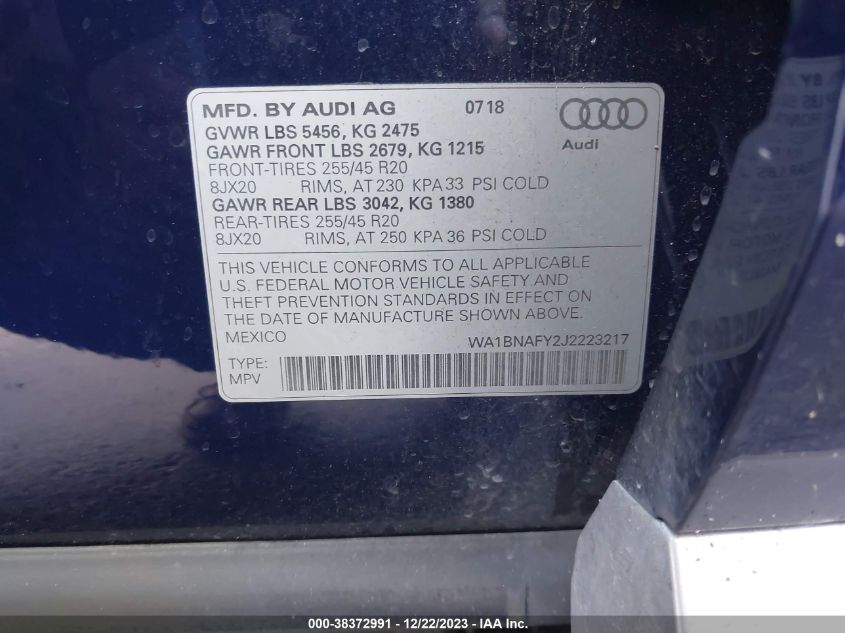 MFD. BY AUDI AG 07 18
GVWR LBS 5456, KG 2475
GAWR FRONT LBS 2679, KG 1215
FRONT-TIRES 255/45 R20
8JX20 RIMS, AT 230 KPA 33 PSI COLD
GAWR REAR LBS 3042, KG 1380
REAR-TIRES 255/45 R20
8JX20 RIMS, AT 250 KPA 36 PSI COLD
Audi
THIS VEHICLE CONFORMS TO ALL APPLICABLE
U.S. FEDERAL MOTOR VEHICLE SAFETY AND
THEFT PREVENTION STANDARDS IN EFFECT ON
THE DATE OF MANUFACTURE SHOWN ABOVE.
MEXICO WA1BNAFY2J2223217
TYPE:
MPV
000-38372991 - 12/22/2023 - IAA Inc.